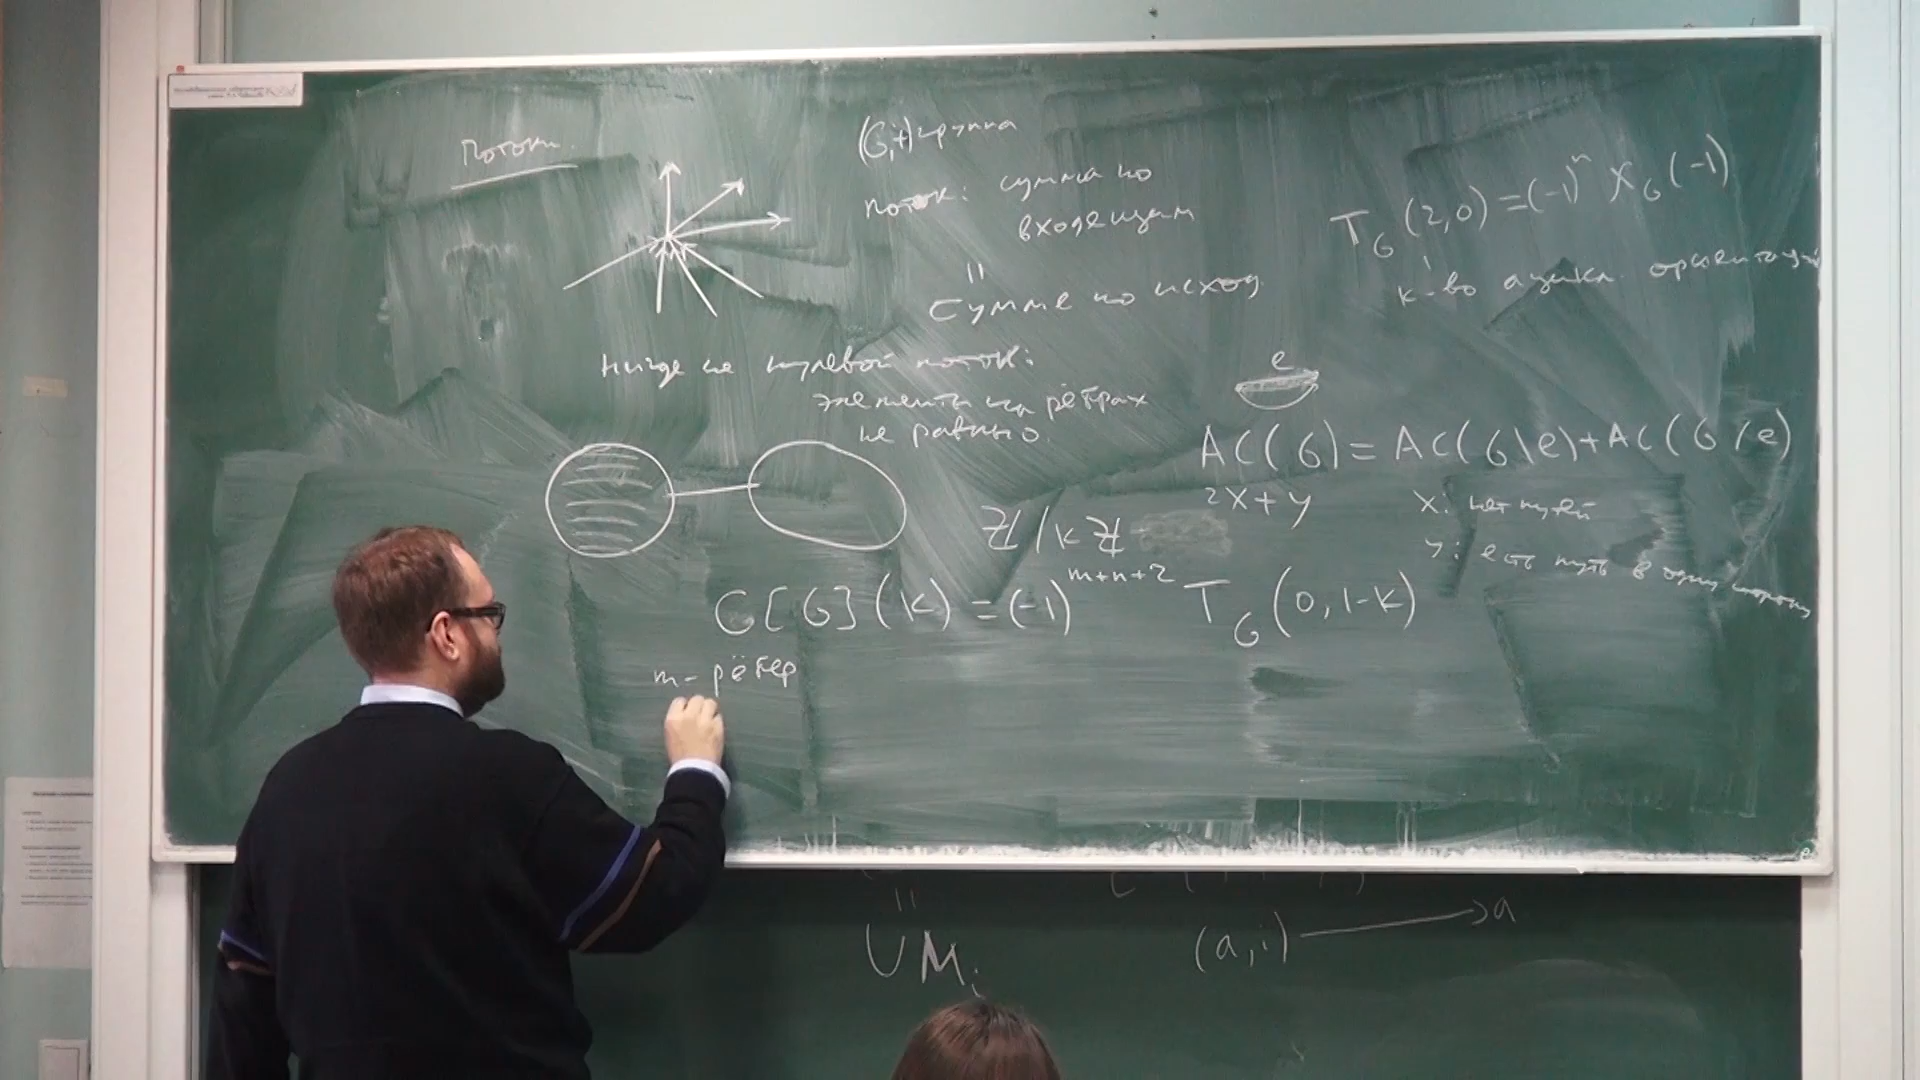 Потоки.
(G,+) группа
поток: сумма по
входящим
=
Сумме по исход.
Нигде не нулевой поток:
элементы на рёбрах
не равны 0.
Z/kZ
C[G](k) = (-1)^{m+n+2} T_G(0,1-k)
m - рёбер
T_G(2,0) = (-1)^n X_G(-1)
к-во ацикл. ориентаций
e
AC(G) = AC(G\e) + AC(G/e)
2x+y
x: нет путей
y: есть путь в одну сторону
=
UM_i
(a,i) → a